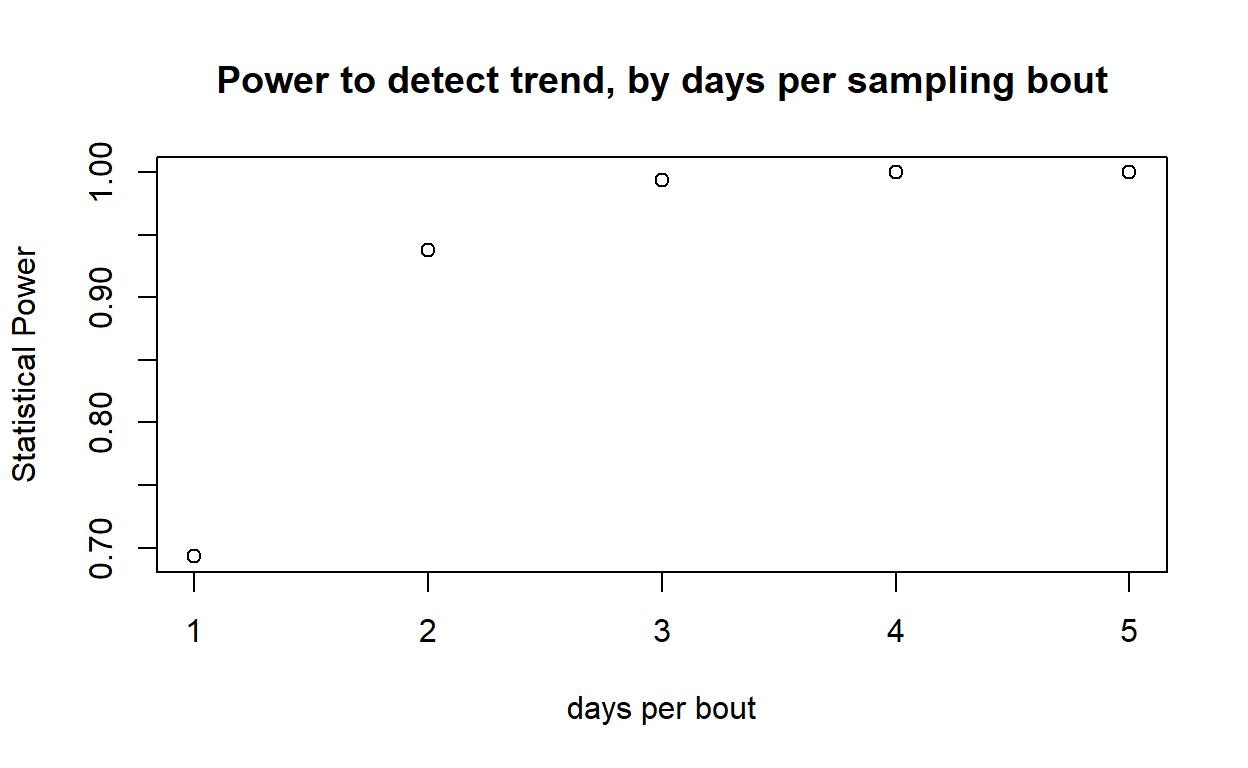 Power to detect trend, by days per sampling bout
Statistical Power
1.00
0.90
0.80
0.70
1 2 3 4 5
days per bout